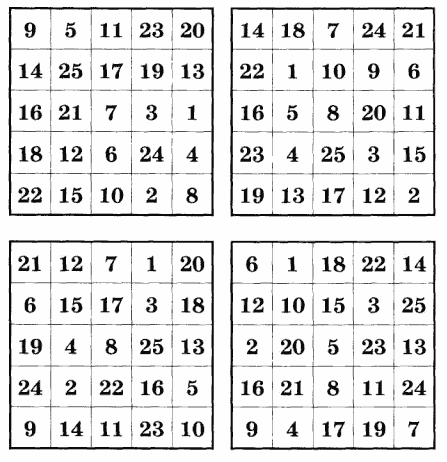 9 5 11 23 20
14 25 17 19 13
16 21 7 3 1
18 12 6 24 4
22 15 10 2 8
14 18 7 24 21
22 1 10 9 6
16 5 8 20 11
23 4 25 3 15
19 13 17 12 2
21 12 7 1 20
6 15 17 3 18
19 4 8 25 13
24 2 22 16 5
9 14 11 23 10
6 1 18 22 14
12 10 15 3 25
2 20 5 23 13
16 21 8 11 24
9 4 17 19 7